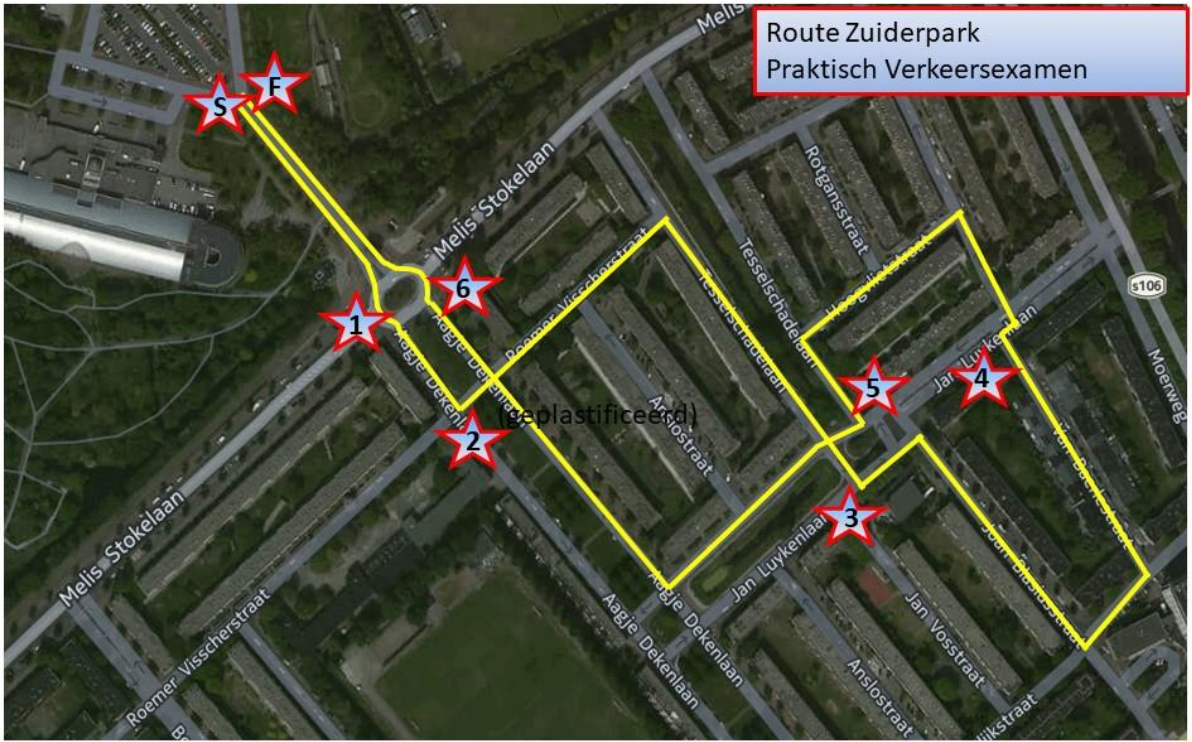 Route Zuiderpark
Praktisch Verkeersexamen
S
F
Melis Stokelaan
Rotgansstraat
Tesselschadelaan
Hoogvlietstraat
s106
6
1
Roemer Visscherstraat
Tesselschadelaan
Aagje Dekenlaan
Jan Luykenlaan
5
4
Moerweg
(geplastificeerd)
2
Anslostraat
3
Melis Stokelaan
Jan Luykenlaan
Aagje Dekenlaan
Aagje Dekenlaan
Jan Vosstraat
Anslostraat
Roemer Visscherstraat